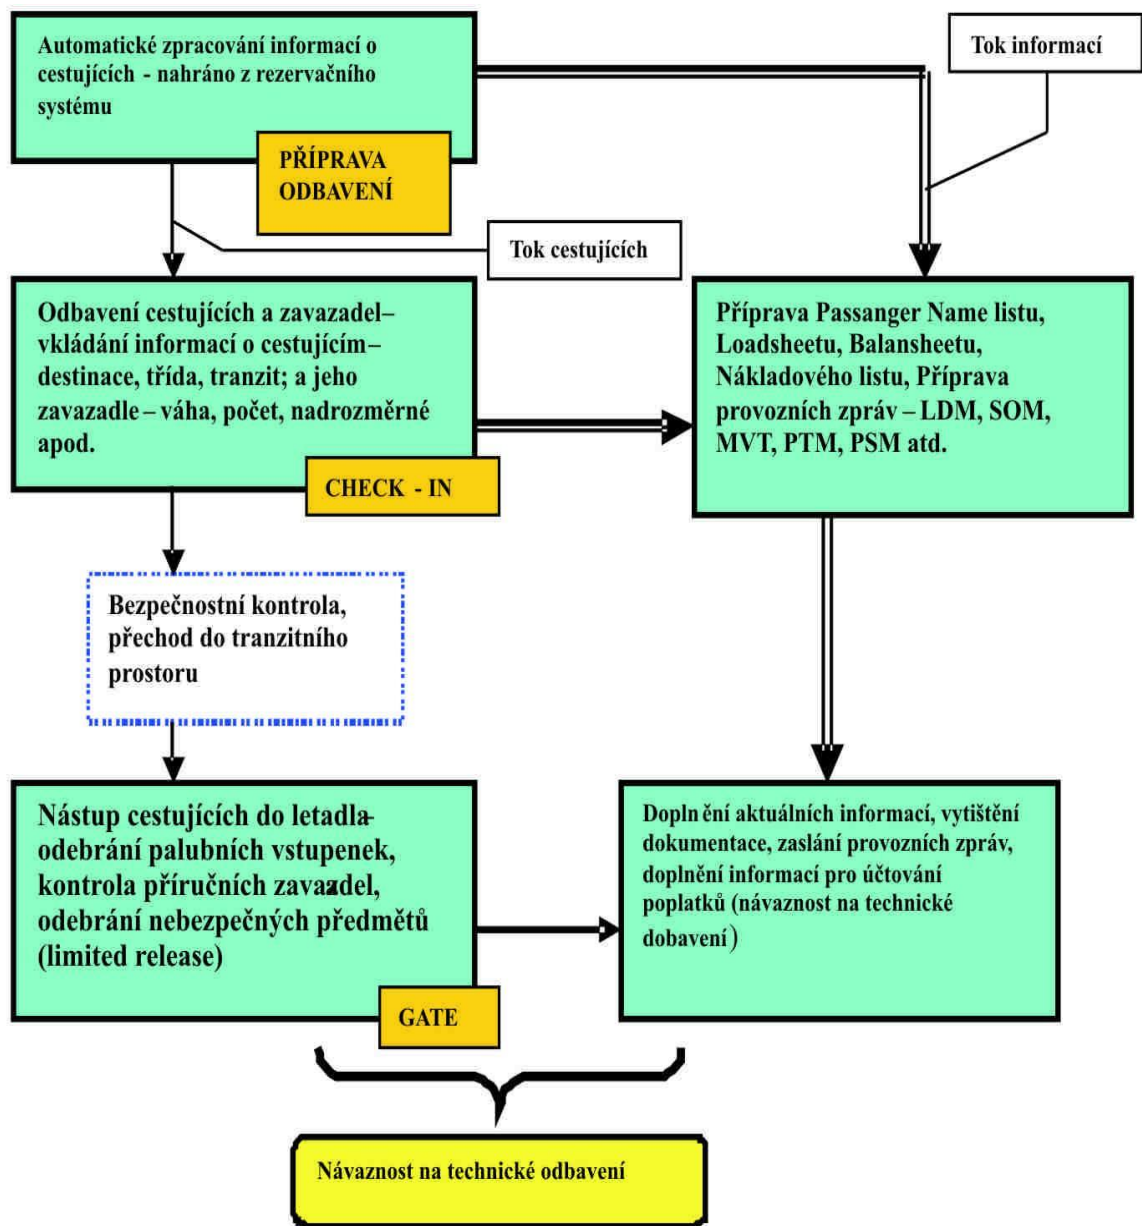 Automatické zpracování informací o
cestujících - nahráno z rezervačního
systému
PŘÍPRAVA
ODBAVENÍ
Tok informací
Tok cestujících
Odbavení cestujících a zavazadel–
vkládání informací o cestujícím–
destinace, třída, tranzit; a jeho
zavazadle – váha, počet, nadrozměrné
apod.
CHECK - IN
Příprava Passanger Name listu,
Loadsheetu, Balansheetu,
Nákladového listu, Příprava
provozních zpráv – LDM, SOM,
MVT, PTM, PSM atd.
Bezpečnostní kontrola,
přechod do tranzitního
prostoru
Nástup cestujících do letadla–
odebrání palubních vstupenek,
kontrola příručních zavazadel,
odebrání nebezpečných předmětů
(limited release)
GATE
Doplnění aktuálních informací, vytištění
dokumentace, zaslání provozních zpráv,
doplnění informací pro účtování
poplatků (návaznost na technické
dobavení)
Návaznost na technické odbavení